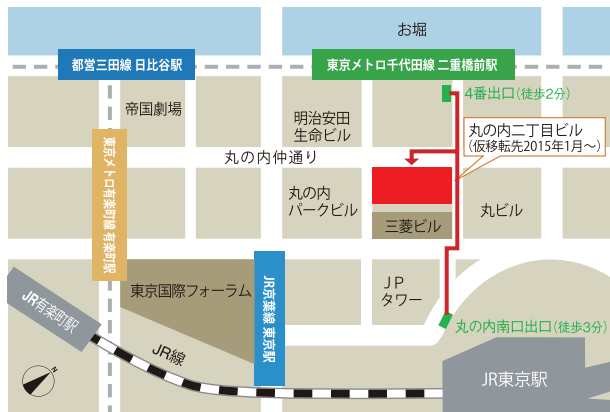 お堀
都営三田線 日比谷駅
東京メトロ千代田線 二重橋前駅
4番出口(徒歩2分)
帝国劇場
明治安田
生命ビル
丸の内二丁目ビル
(仮移転先2015年1月～)
東京メトロ有楽町線 有楽町駅
丸の内仲通り
丸の内
パークビル
三菱ビル
丸ビル
東京国際フォーラム
JR京葉線 東京駅
JP
タワー
JR有楽町駅
丸の内南口出口(徒歩3分)
JR線
JR東京駅
N